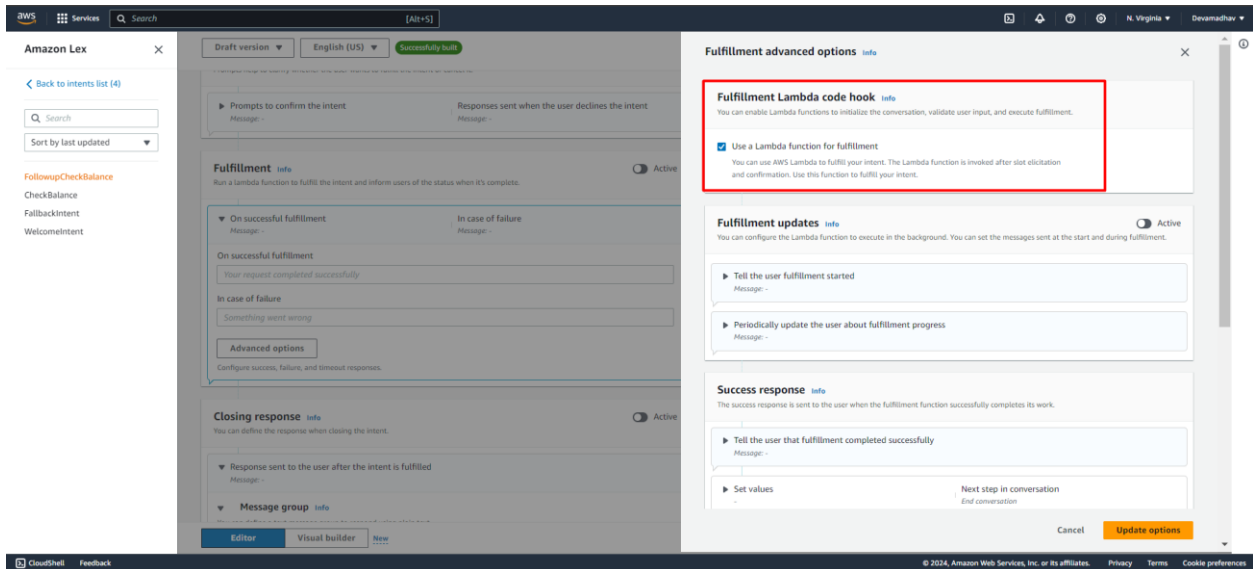 aws
Services
Search
[Alt+S]
N. Virginia
Devamadhav
Amazon Lex
Back to intents list (4)
Search
Sort by last updated
FollowupCheckBalance
CheckBalance
FallbackIntent
WelcomeIntent
Draft version
English (US)
Successfully built
Prompts to confirm the intent
Message: -
Responses sent when the user declines the intent
Message: -
Fulfillment Info
Active
Run a lambda function to fulfill the intent and inform users of the status when it's complete.
On successful fulfillment
Message: -
In case of failure
Message: -
On successful fulfillment
Your request completed successfully
In case of failure
Something went wrong
Advanced options
Configure success, failure, and timeout responses.
Closing response Info
Active
You can define the response when closing the intent.
Response sent to the user after the intent is fulfilled
Message: -
Message group Info
Editor
Visual builder
New
Fulfillment advanced options Info
Fulfillment Lambda code hook Info
You can enable Lambda functions to initialize the conversation, validate user input, and execute fulfillment.
Use a Lambda function for fulfillment
You can use AWS Lambda to fulfill your intent. The Lambda function is invoked after slot elicitation
and confirmation. Use this function to fulfill your intent.
Fulfillment updates Info
Active
You can configure the Lambda function to execute in the background. You can set the messages sent at the start and during fulfillment.
Tell the user fulfillment started
Message: -
Periodically update the user about fulfillment progress
Message: -
Success response Info
The success response is sent to the user when the fulfillment function successfully completes its work.
Tell the user that fulfillment completed successfully
Message: -
Set values
-
Next step in conversation
End conversation
Cancel
Update options
CloudShell
Feedback
© 2024, Amazon Web Services, Inc. or its affiliates.
Privacy
Terms
Cookie preferences